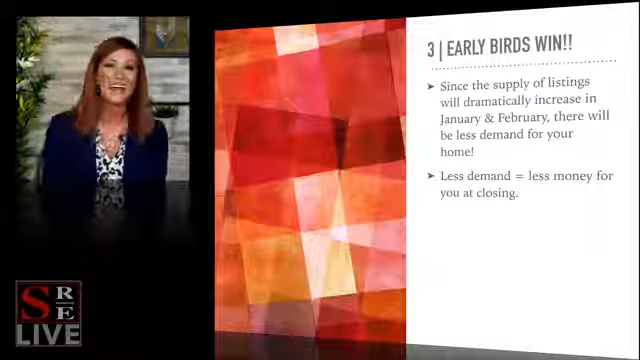 3 | EARLY BIRDS WIN!!
➤ Since the supply of listings
will dramatically increase in
January & February, there will
be less demand for your
home!
➤ Less demand = less money for
you at closing.
S R E
LIVE